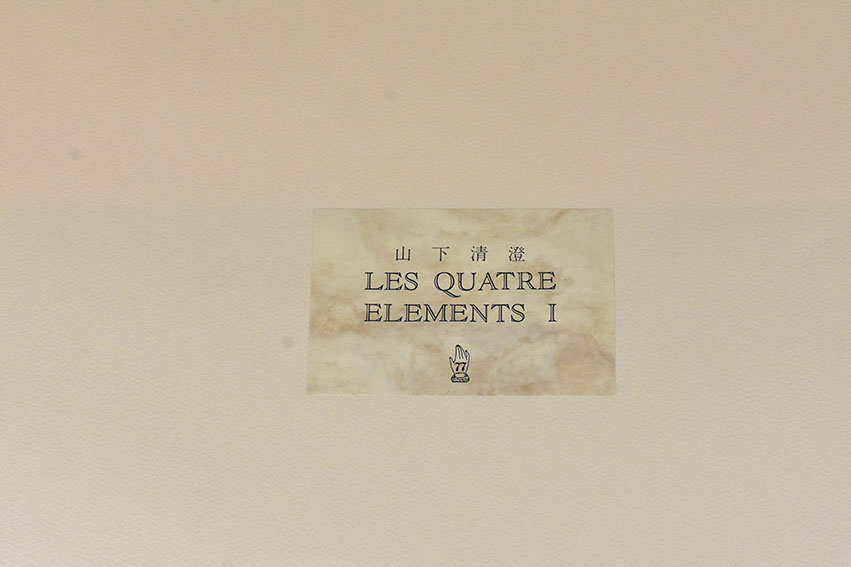 山下清澄
LES QUATRE
ELEMENTS I
77